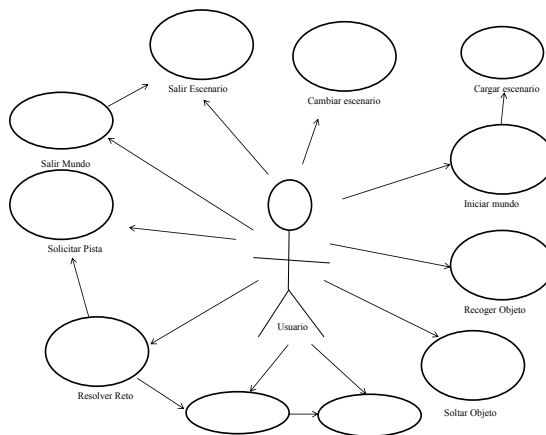 Salir Escenario
Cambiar escenario
Cargar escenario
Salir Mundo
Iniciar mundo
Solicitar Pista
Recoger Objeto
Usuario
Resolver Reto
Soltar Objeto